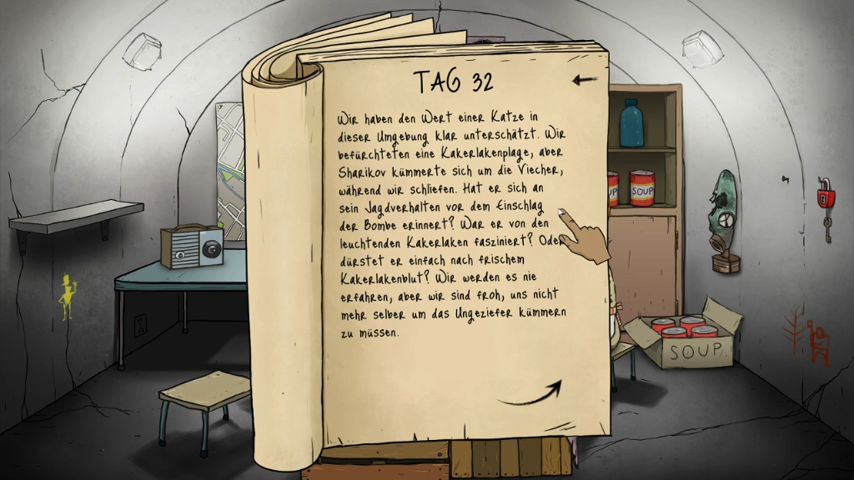 TAG 32
Wir haben den Wert einer Katze in
dieser Umgebung klar unterschätzt. Wir
befürchteten eine Kakerlakenplage, aber
Sharikov kümmerte sich um die Viecher,
während wir schliefen. Hat er sich an
sein Jagdverhalten vor dem Einschlag
der Bombe erinnert? War er von den
leuchtenden Kakerlaken fasziniert? Oder
dürstet er einfach nach frischem
Kakerlakenblut? Wir werden es nie
erfahren, aber wir sind froh, uns nicht
mehr selber um das Ungeziefer kümmern
zu müssen.
SOUP
SOUP